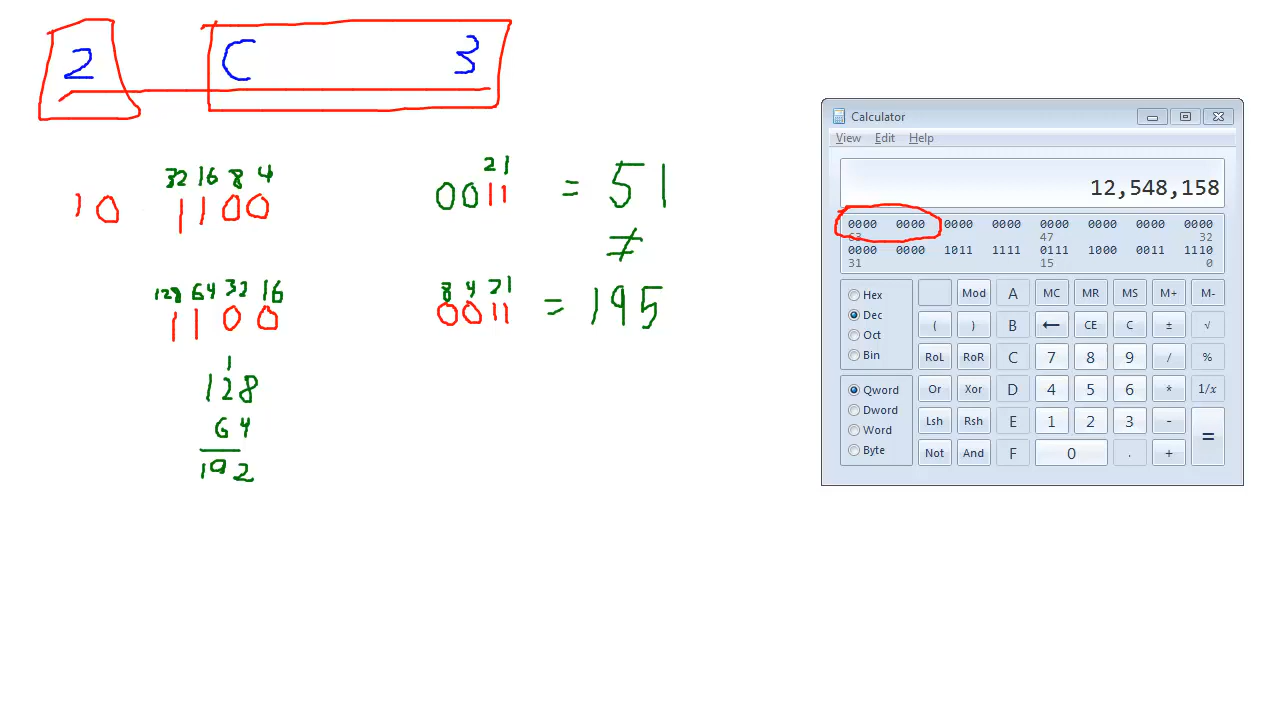 2 C 3
32 16 8 4
2 1
10 1100 0011 = 51
≠
128 64 32 16
8 4 2 1
1100 0011 = 195
1
128
64
192
Calculator
View Edit Help
12,548,158
0000 0000 0000 0000 0000 0000 0000 0000
63 47 32
0000 0000 1011 1111 0111 1000 0011 1110
31 15 0
Hex
Dec
Oct
Bin
Qword
Dword
Word
Byte
Mod A MC MR MS M+ M-
( ) B ← CE C ± √
RoL RoR C 7 8 9 / %
Or Xor D 4 5 6 * 1/x
Lsh Rsh E 1 2 3 - =
Not And F 0 . +